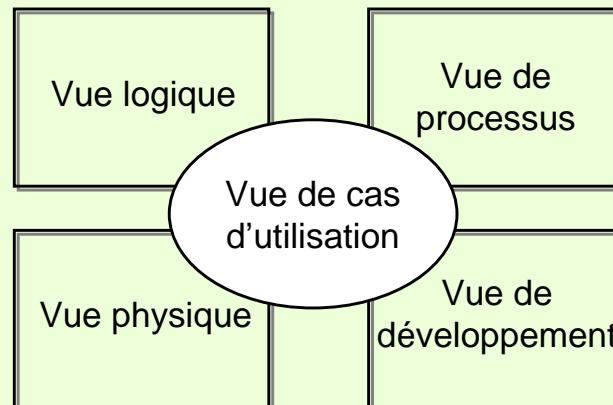 Vue logique
Vue de
processus
Vue de cas
d’utilisation
Vue physique
Vue de
développement